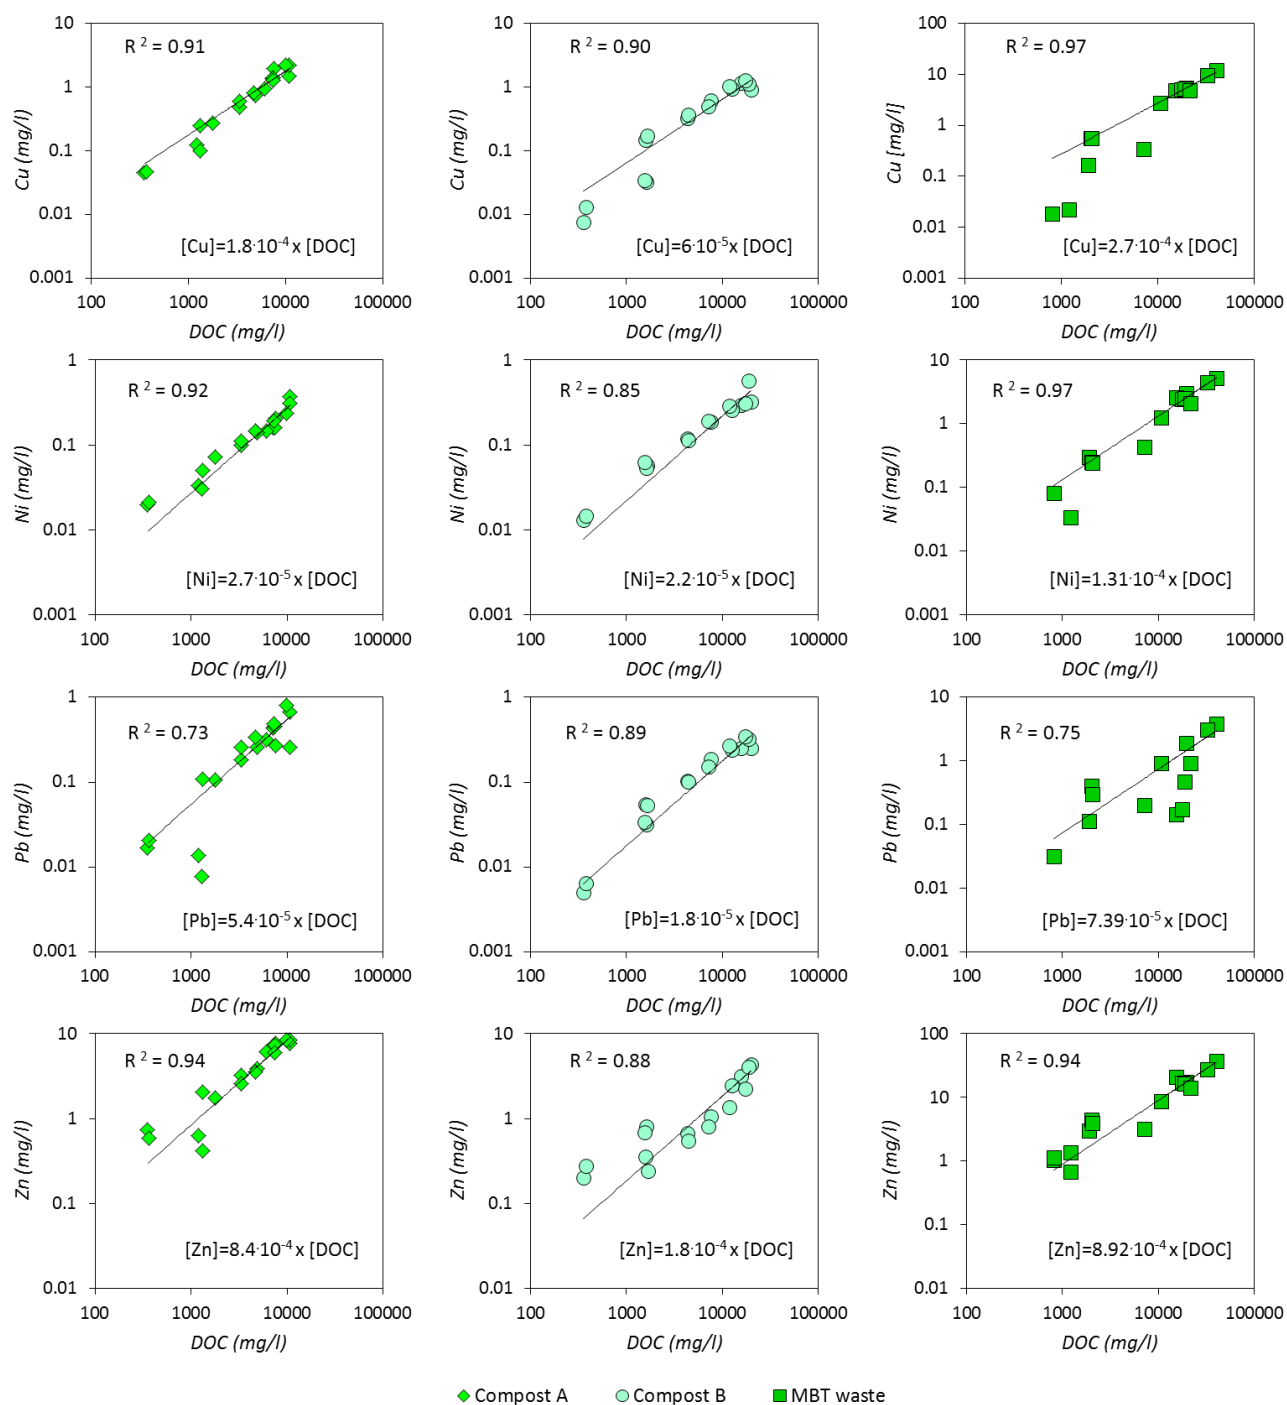 10
1
0.1
0.01
0.001
Cu (mg/l)
R ² = 0.91
[Cu]=1.8·10⁻⁴ x [DOC]
100 1000 10000 100000
DOC (mg/l)
10
1
0.1
0.01
0.001
Cu (mg/l)
R ² = 0.90
[Cu]=6·10⁻⁵ x [DOC]
100 1000 10000 100000
DOC (mg/l)
100
10
1
0.1
0.01
0.001
Cu [mg/l]
R ² = 0.97
[Cu]=2.7·10⁻⁴ x [DOC]
100 1000 10000 100000
DOC (mg/l)
1
0.1
0.01
0.001
Ni (mg/l)
R ² = 0.92
[Ni]=2.7·10⁻⁵ x [DOC]
100 1000 10000 100000
DOC (mg/l)
1
0.1
0.01
0.001
Ni (mg/l)
R ² = 0.85
[Ni]=2.2·10⁻⁵ x [DOC]
100 1000 10000 100000
DOC (mg/l)
10
1
0.1
0.01
0.001
Ni (mg/l)
R ² = 0.97
[Ni]=1.31·10⁻⁴ x [DOC]
100 1000 10000 100000
DOC (mg/l)
1
0.1
0.01
0.001
Pb (mg/l)
R ² = 0.73
[Pb]=5.4·10⁻⁵ x [DOC]
100 1000 10000 100000
DOC (mg/l)
1
0.1
0.01
0.001
Pb (mg/l)
R ² = 0.89
[Pb]=1.8·10⁻⁵ x [DOC]
100 1000 10000 100000
DOC (mg/l)
10
1
0.1
0.01
0.001
Pb (mg/l)
R ² = 0.75
[Pb]=7.39·10⁻⁵ x [DOC]
100 1000 10000 100000
DOC (mg/l)
10
1
0.1
0.01
Zn (mg/l)
R ² = 0.94
[Zn]=8.4·10⁻⁴ x [DOC]
100 1000 10000 100000
DOC (mg/l)
10
1
0.1
0.01
Zn (mg/l)
R ² = 0.88
[Zn]=1.8·10⁻⁴ x [DOC]
100 1000 10000 100000
DOC (mg/l)
100
10
1
0.1
0.01
Zn (mg/l)
R ² = 0.94
[Zn]=8.92·10⁻⁴ x [DOC]
100 1000 10000 100000
DOC (mg/l)
Compost A Compost B MBT waste